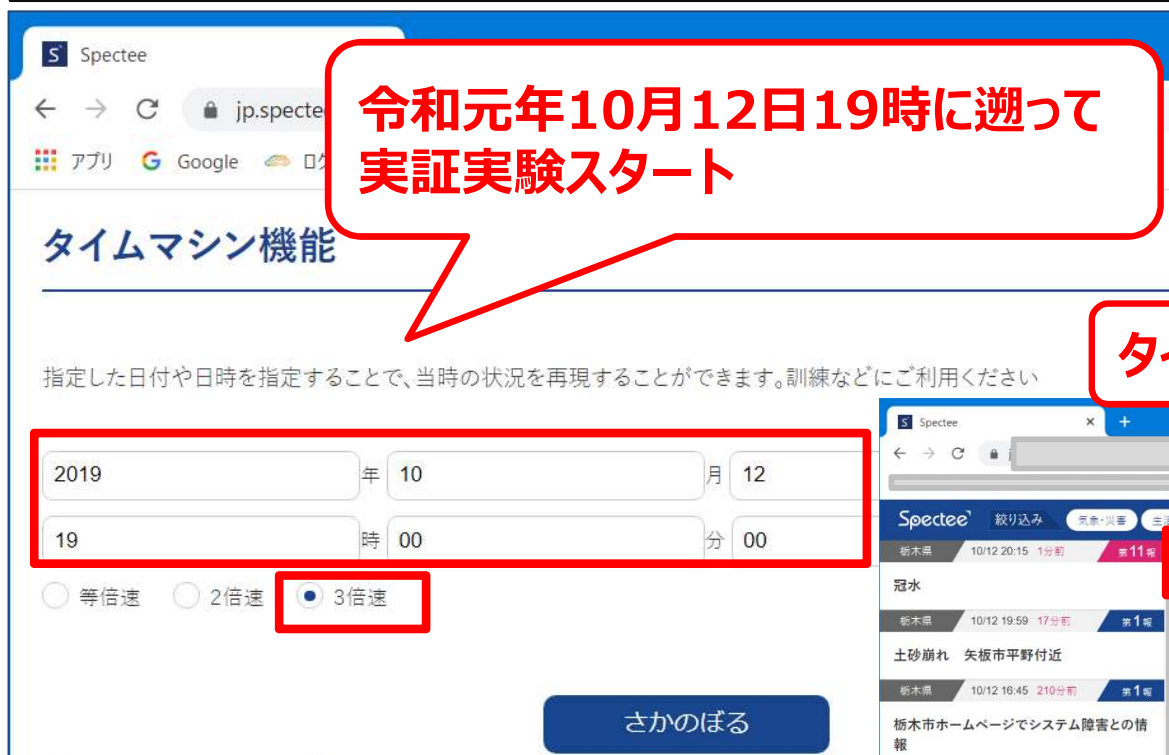 Spectee
jp.specte
令和元年10月12日19時に遡って
実証実験スタート
アプリ Google ログ
タイムマシン機能
指定した日付や日時を指定することで、当時の状況を再現することができます。訓練などにご利用ください
2019 年 10 月 12
19 時 00 分 00
等倍速 2倍速 3倍速
さかのぼる
タイ
Spectee
Spectee 絞り込み 気象・災害 生活
栃木県 10/12 20:15 1分前 第11報
冠水
栃木県 10/12 19:59 17分前 第1報
土砂崩れ 矢板市平野付近
栃木県 10/12 16:45 210分前 第1報
栃木市ホームページでシステム障害との情
報